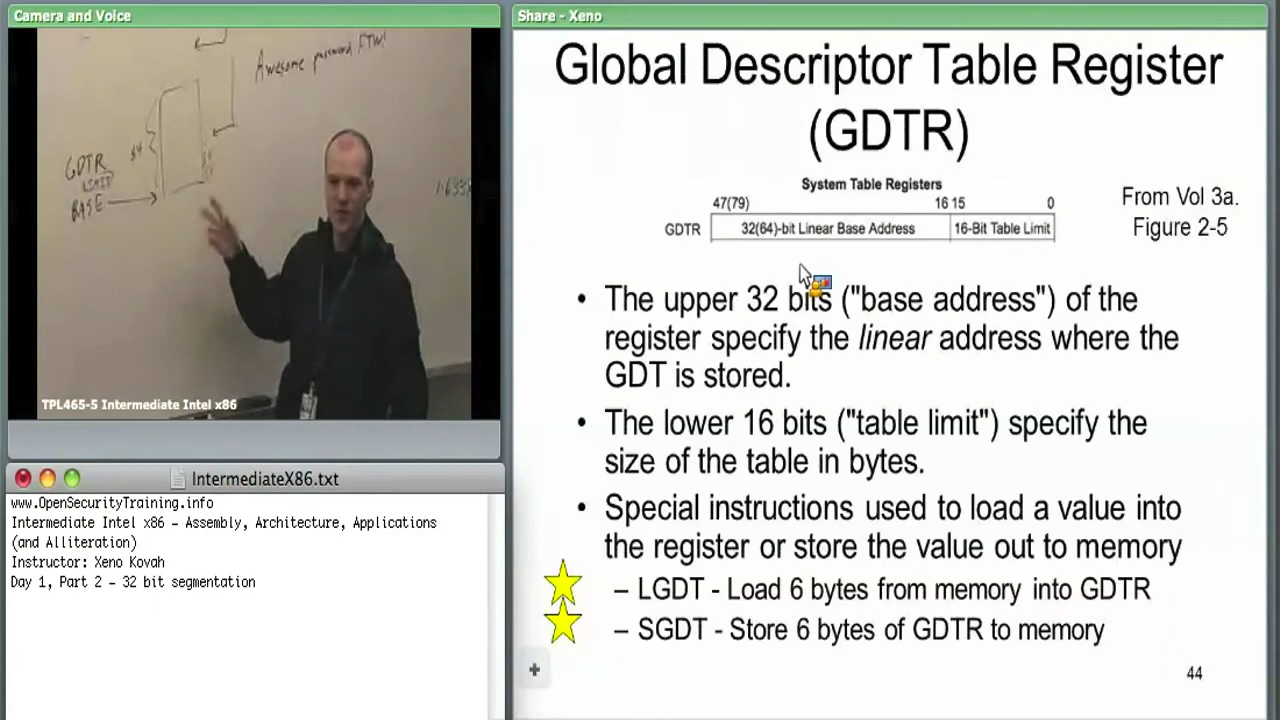 Camera and Voice
Awesome password FTW!
64
GDTR
LIMIT
BASE
TPL465-5 Intermediate Intel x86
IntermediateX86.txt
www.OpenSecurityTraining.info
Intermediate Intel x86 – Assembly, Architecture, Applications
(and Alliteration)
Instructor: Xeno Kovah
Day 1, Part 2 – 32 bit segmentation
Share - Xeno
Global Descriptor Table Register
(GDTR)
System Table Registers
47(79) 16 15 0
GDTR 32(64)-bit Linear Base Address 16-Bit Table Limit
From Vol 3a.
Figure 2-5
• The upper 32 bits ("base address") of the
register specify the linear address where the
GDT is stored.
• The lower 16 bits ("table limit") specify the
size of the table in bytes.
• Special instructions used to load a value into
the register or store the value out to memory
– LGDT - Load 6 bytes from memory into GDTR
– SGDT - Store 6 bytes of GDTR to memory
44